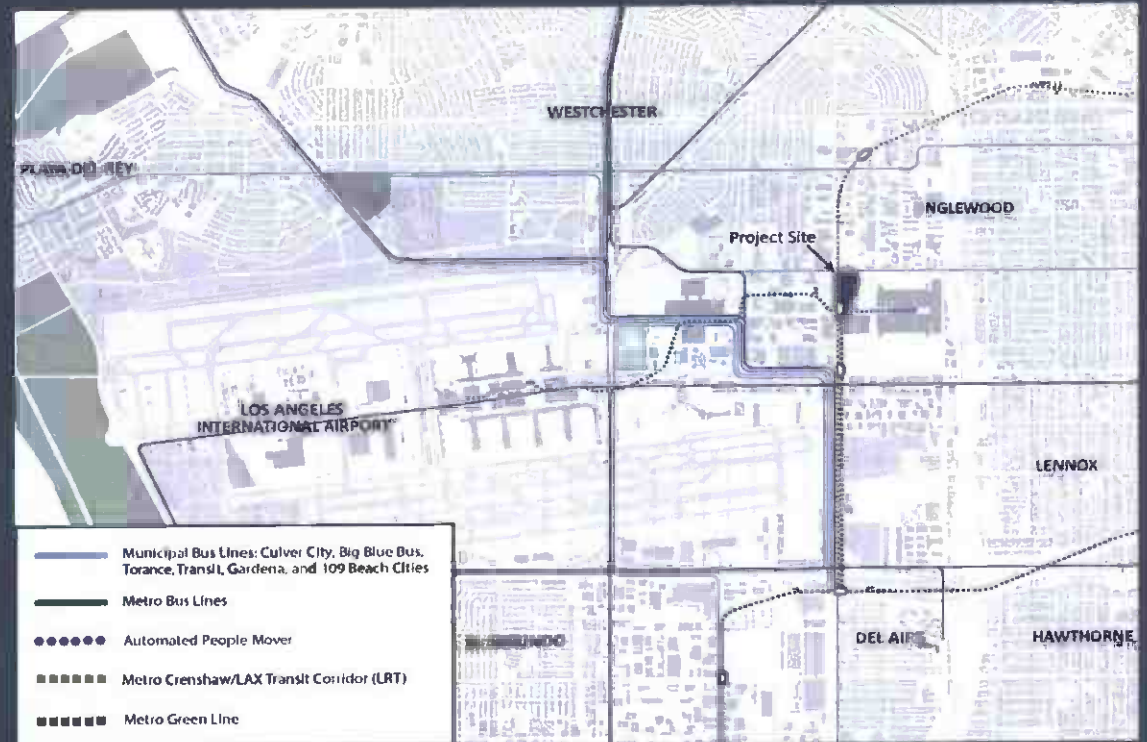 WESTCHESTER
PLAYA DEL REY
NGLEWOOD
Project Site
LOS ANGELES
INTERNATIONAL AIRPORT
LENNOX
DEL AIRE
HAWTHORNE
Municipal Bus Lines: Culver City, Big Blue Bus,
Torance, Transit, Gardena, and 109 Beach Cities
Metro Bus Lines
Automated People Mover
Metro Crenshaw/LAX Transit Corridor (LRT)
Metro Green Line